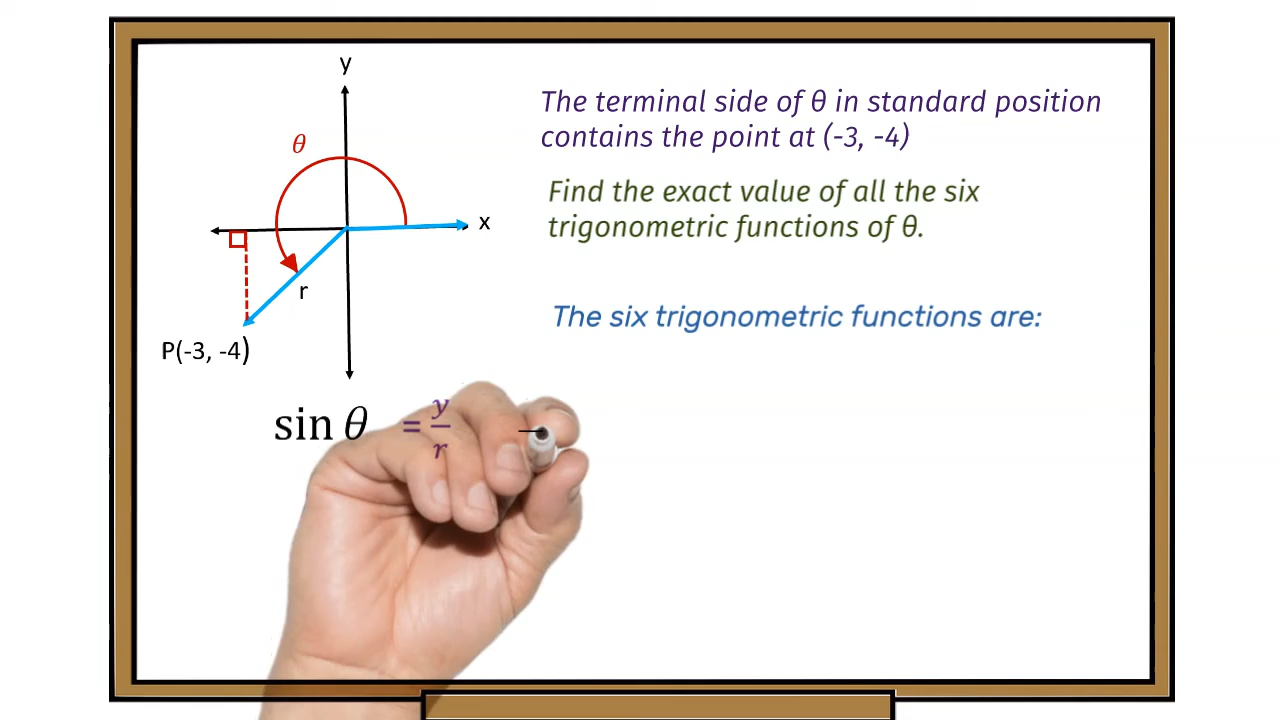 y
θ
x
r
P(-3, -4)
The terminal side of θ in standard position
contains the point at (-3, -4)
Find the exact value of all the six
trigonometric functions of θ.
The six trigonometric functions are:
sin θ = y/r